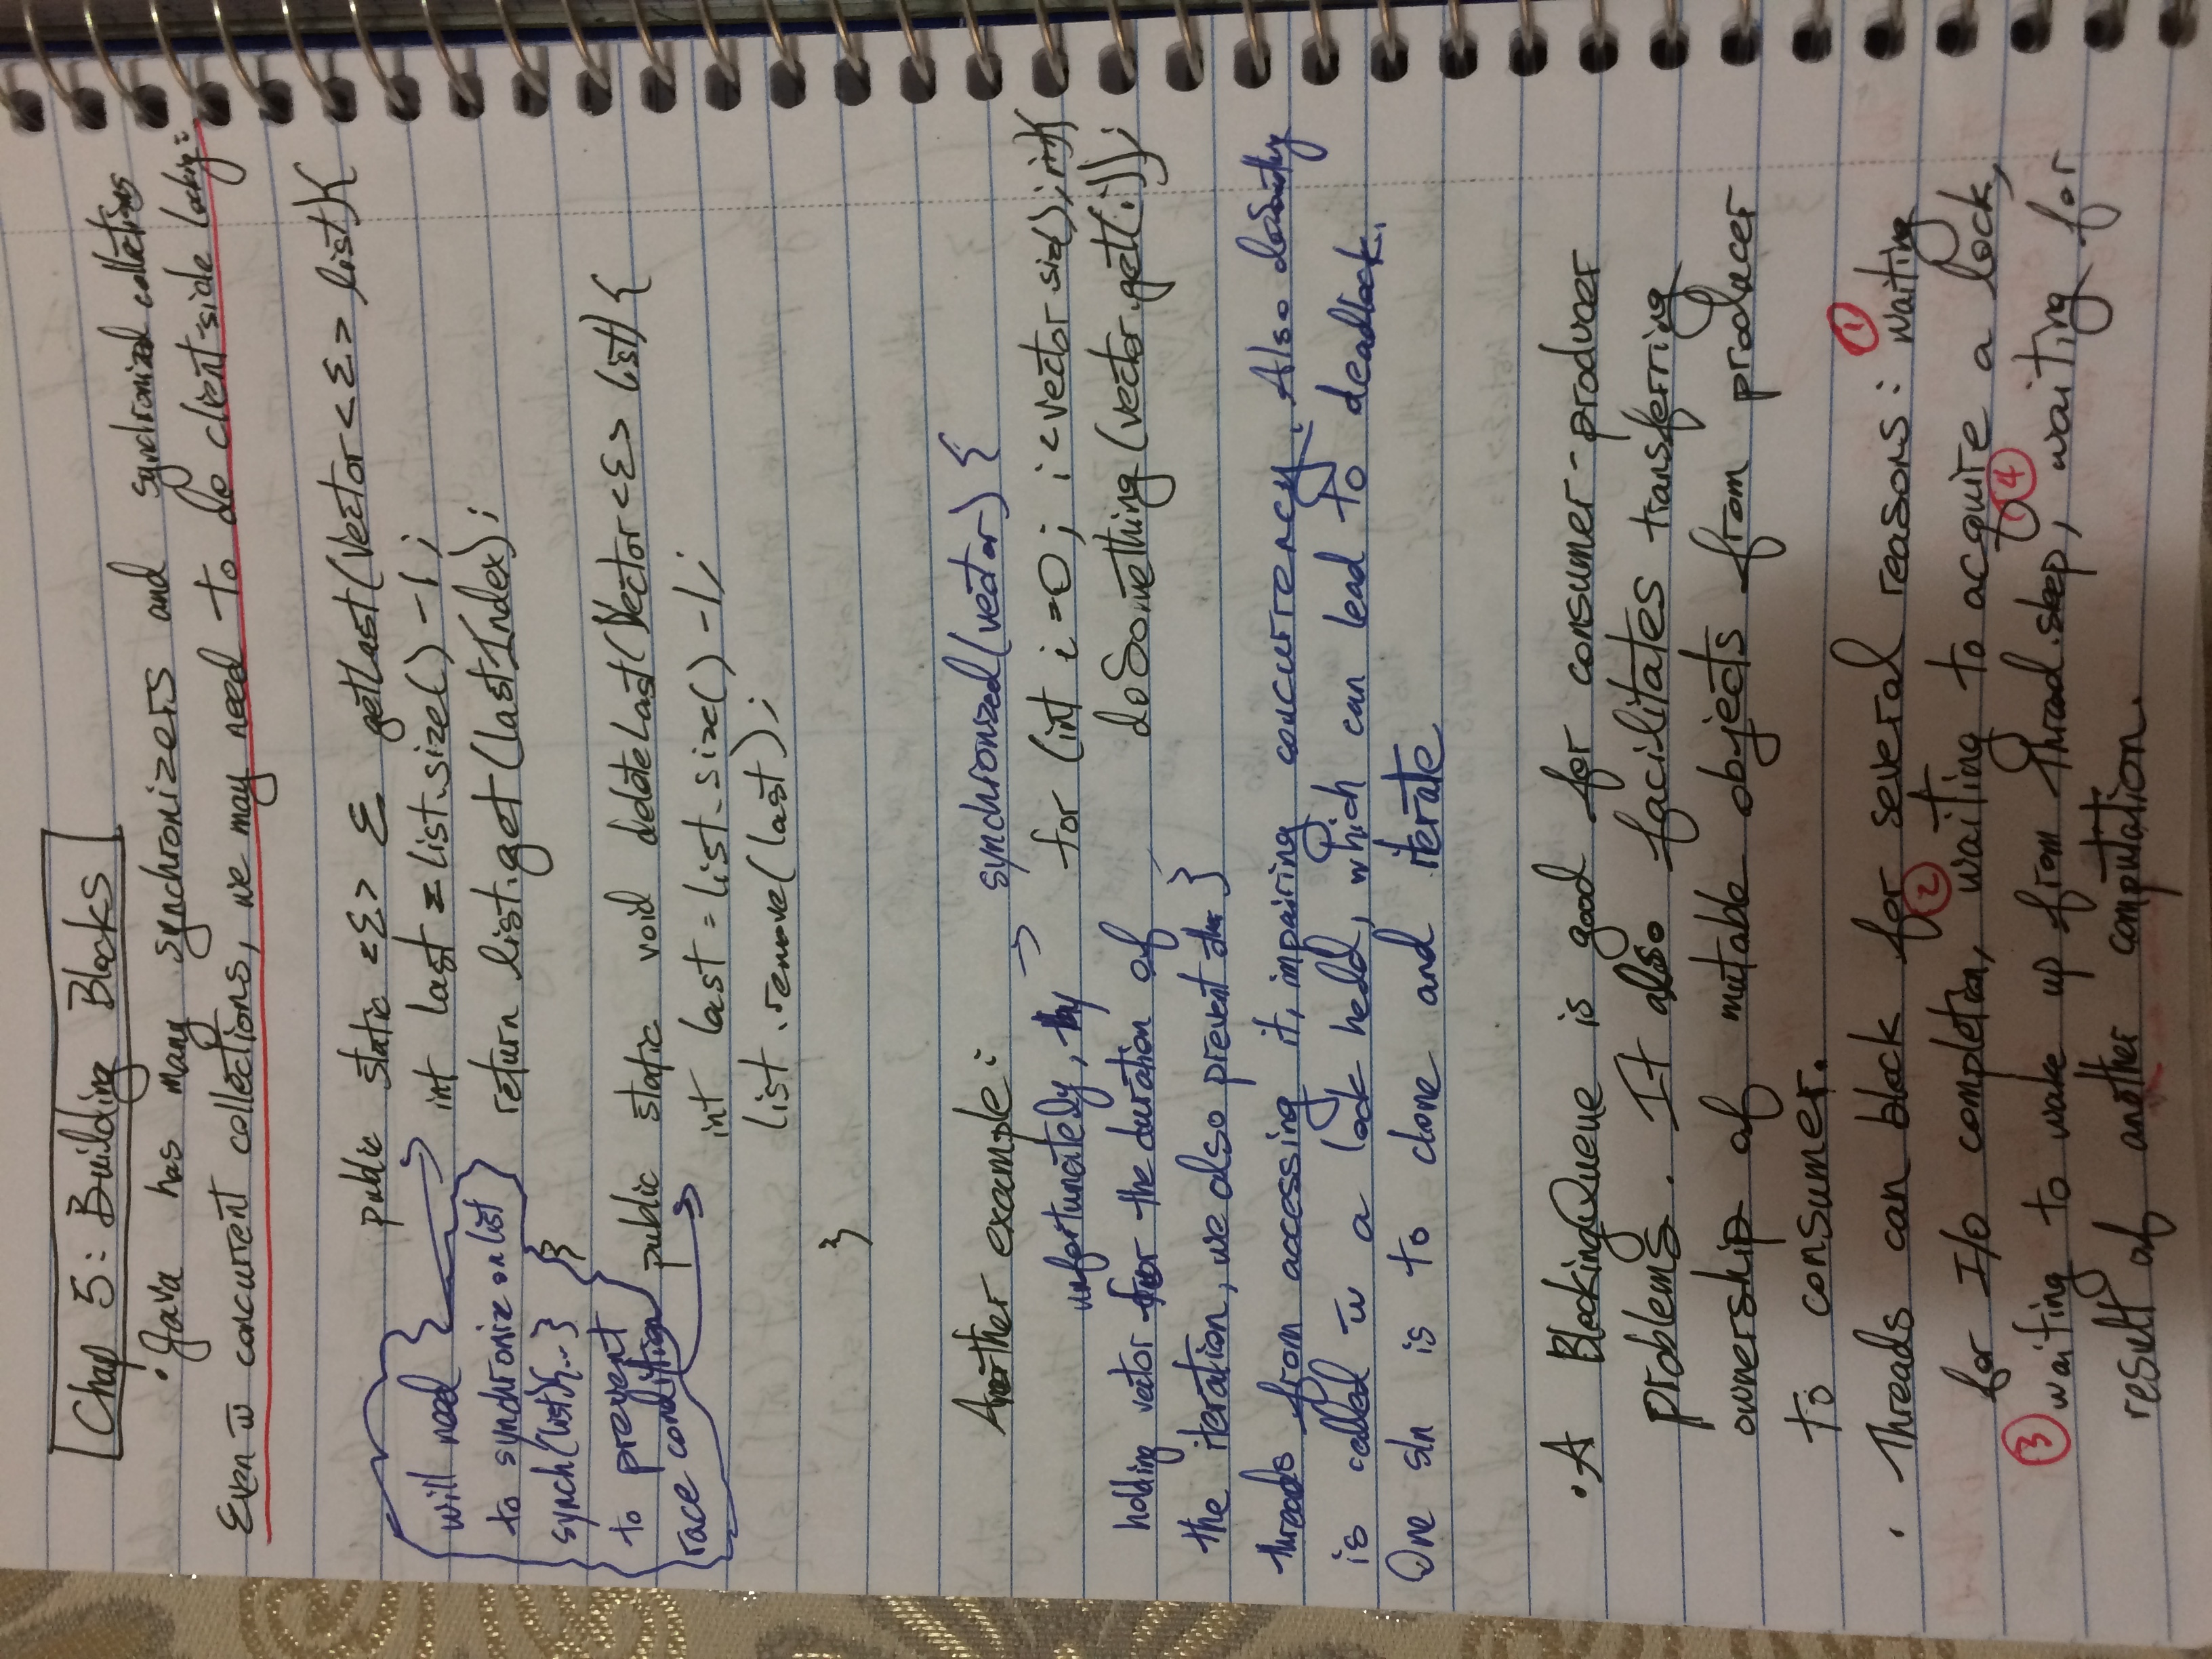 Chap 5: Building Blocks
• Java has many synchronizers and synchronized collections
Even w̄ concurrent collections, we may need to do client-side locking:
public static <E> E getLast(Vector<E> list){
int last = list.size() -1;
return list.get(lastIndex);
}
will need
to synchronize on list
synch(list){...}
to prevent
race condition
public static void deleteLast(Vector<E> list){
int last = list.size() -1;
list.remove(last);
}
Another example:
synchronized(vector) {
for (int i=0; i<vector.size(); i++){
doSomething(vector.get(i));
}
→ unfortunately, by
holding vector for the duration of
the iteration, we also prevent other
threads from accessing it, impairing concurrency. Also doSomething
is called w̄ a lock held, which can lead to deadlock.
One sln is to clone and iterate
• A BlockingQueue is good for consumer-producer
problems. It also facilitates transferring
ownership of mutable objects from producer
to consumer.
• Threads can block for several reasons: ① waiting
for I/O completion, ② waiting to acquire a lock,
③ waiting to wake up from Thread.sleep, ④ waiting for
result of another computation.